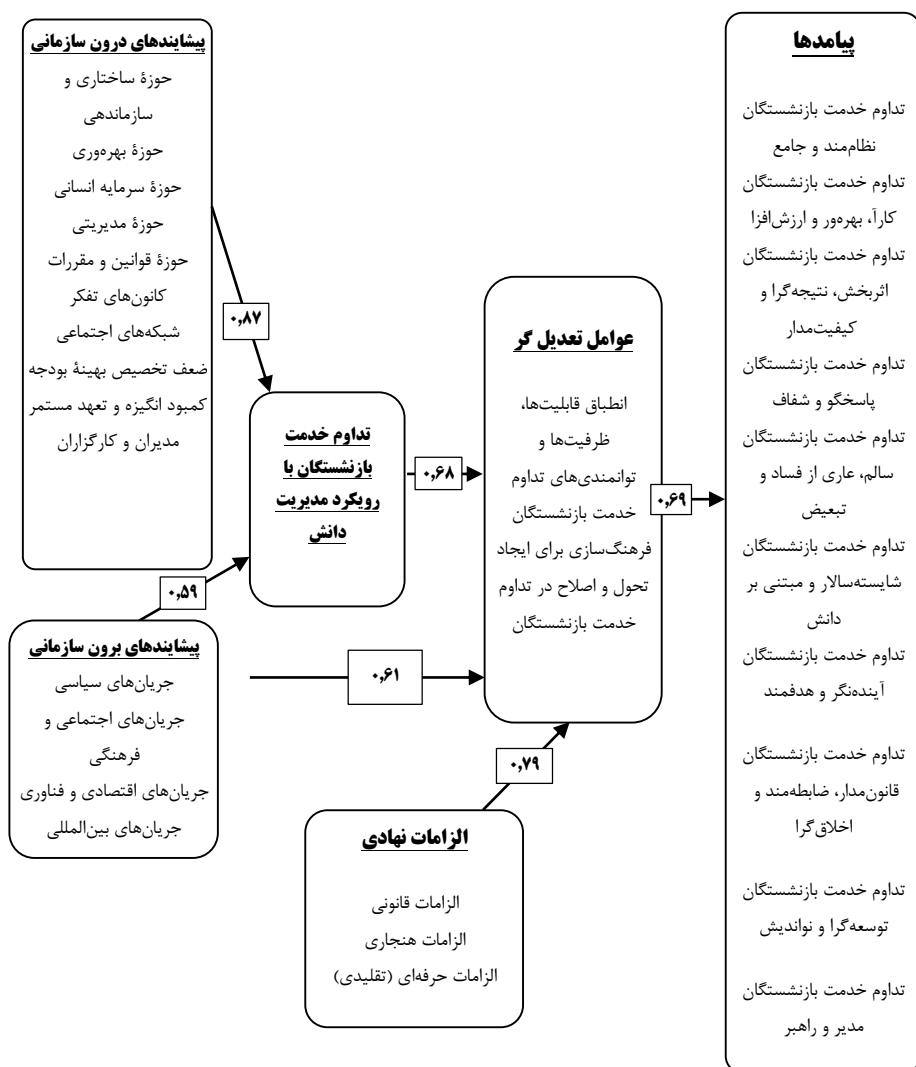 پیشایندهای درون سازمانی
حوزهٔ ساختاری و
سازماندهی
حوزهٔ بهره‌وری
حوزهٔ سرمایه انسانی
حوزهٔ مدیریتی
حوزهٔ قوانین و مقررات
کانون‌های تفکر
شبکه‌های اجتماعی
ضعف تخصیص بهینهٔ بودجه
کمبود انگیزه و تعهد مستمر
مدیران و کارگزاران
۰,۸۷
۰,۵۹
پیشایندهای برون سازمانی
جریان‌های سیاسی
جریان‌های اجتماعی و
فرهنگی
جریان‌های اقتصادی و فناوری
جریان‌های بین‌المللی
تداوم خدمت
بازنشستگان با
رویکرد مدیریت
دانش
۰,۶۸
۰,۶۱
عوامل تعدیل گر
انطباق قابلیت‌ها،
ظرفیت‌ها و
توانمندی‌های تداوم
خدمت بازنشستگان
فرهنگ‌سازی برای ایجاد
تحول و اصلاح در تداوم
خدمت بازنشستگان
۰,۷۹
الزامات نهادی
الزامات قانونی
الزامات هنجاری
الزامات حرفه‌ای (تقلیدی)
۰,۶۹
پیامدها
تداوم خدمت بازنشستگان
نظام‌مند و جامع
تداوم خدمت بازنشستگان
کارآ، بهره‌ور و ارزش‌افزا
تداوم خدمت بازنشستگان
اثربخش، نتیجه‌گرا و
کیفیت‌مدار
تداوم خدمت بازنشستگان
پاسخگو و شفاف
تداوم خدمت بازنشستگان
سالم، عاری از فساد و
تبعیض
تداوم خدمت بازنشستگان
شایسته‌سالار و مبتنی بر
دانش
تداوم خدمت بازنشستگان
آینده‌نگر و هدفمند
تداوم خدمت بازنشستگان
قانون‌مدار، ضابطه‌مند و
اخلاق‌گرا
تداوم خدمت بازنشستگان
توسعه‌گرا و نواندیش
تداوم خدمت بازنشستگان
مدیر و راهبر